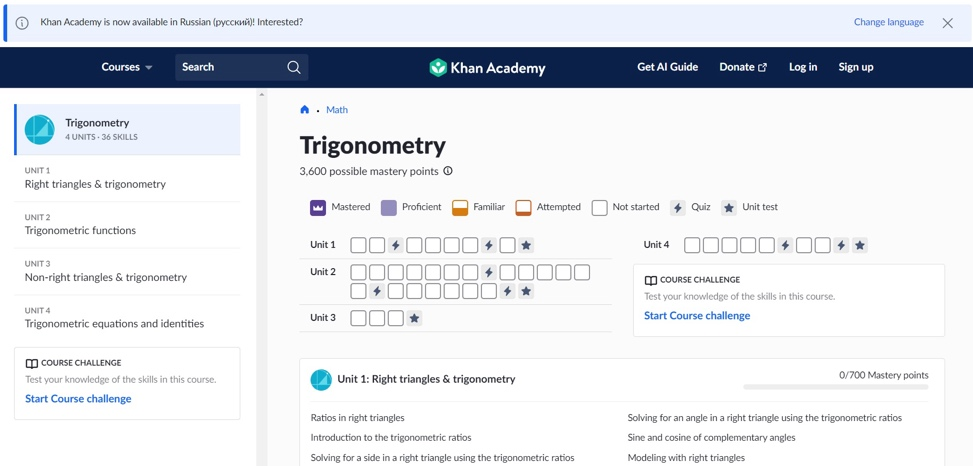 Khan Academy is now available in Russian (русский)! Interested?
Change language
Courses
Search
Khan Academy
Get AI Guide
Donate
Log in
Sign up
Trigonometry
4 UNITS · 36 SKILLS
UNIT 1
Right triangles & trigonometry
UNIT 2
Trigonometric functions
UNIT 3
Non-right triangles & trigonometry
UNIT 4
Trigonometric equations and identities
COURSE CHALLENGE
Test your knowledge of the skills in this course.
Start Course challenge
Math
Trigonometry
3,600 possible mastery points
Mastered
Proficient
Familiar
Attempted
Not started
Quiz
Unit test
Unit 1
Unit 2
Unit 3
Unit 4
COURSE CHALLENGE
Test your knowledge of the skills in this course.
Start Course challenge
Unit 1: Right triangles & trigonometry
0/700 Mastery points
Ratios in right triangles
Introduction to the trigonometric ratios
Solving for a side in a right triangle using the trigonometric ratios
Solving for an angle in a right triangle using the trigonometric ratios
Sine and cosine of complementary angles
Modeling with right triangles